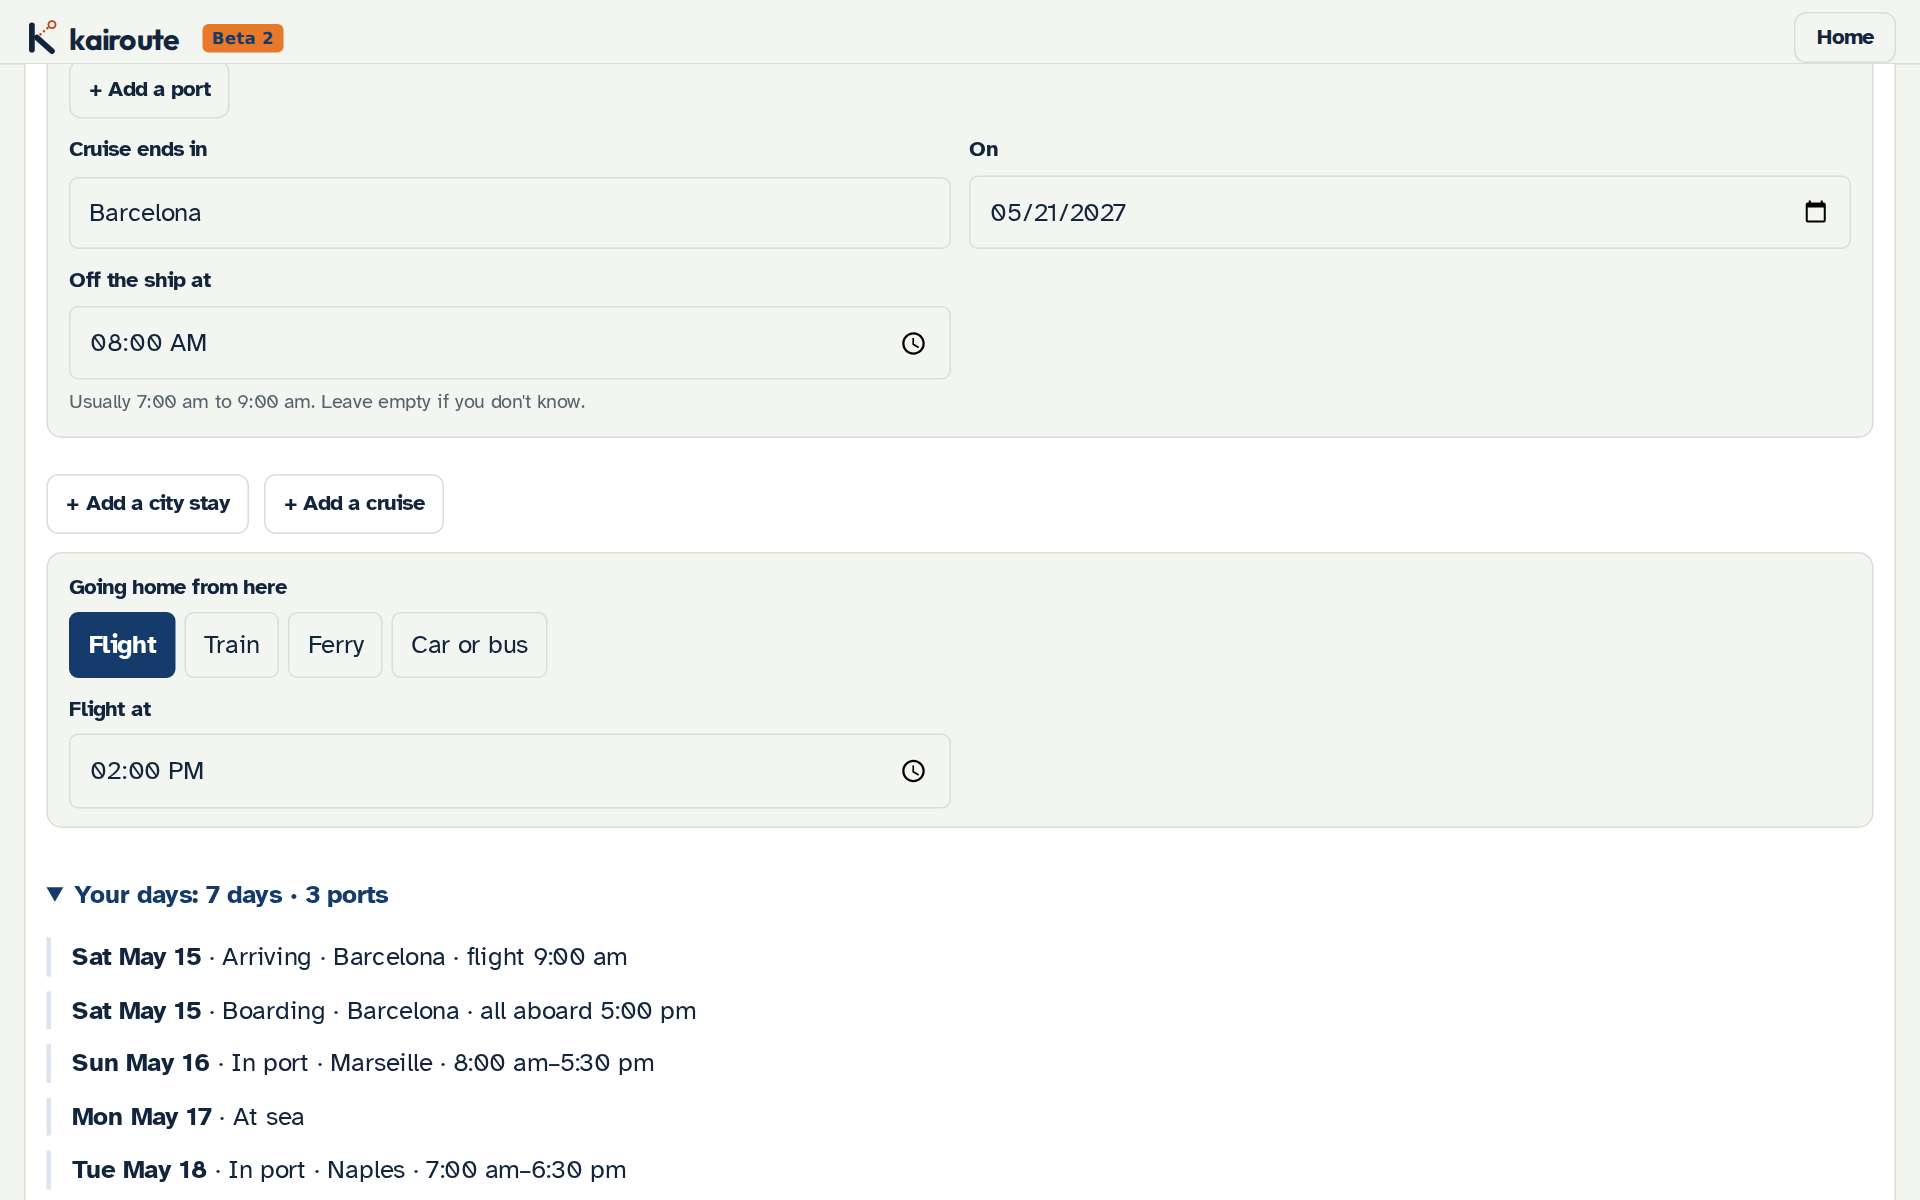 kairoute
Beta 2
Home
+ Add a port
Cruise ends in
On
Barcelona
05/21/2027
Off the ship at
08:00 AM
Usually 7:00 am to 9:00 am. Leave empty if you don't know.
+ Add a city stay
+ Add a cruise
Going home from here
Flight
Train
Ferry
Car or bus
Flight at
02:00 PM
▼ Your days: 7 days · 3 ports
Sat May 15 · Arriving · Barcelona · flight 9:00 am
Sat May 15 · Boarding · Barcelona · all aboard 5:00 pm
Sun May 16 · In port · Marseille · 8:00 am–5:30 pm
Mon May 17 · At sea
Tue May 18 · In port · Naples · 7:00 am–6:30 pm